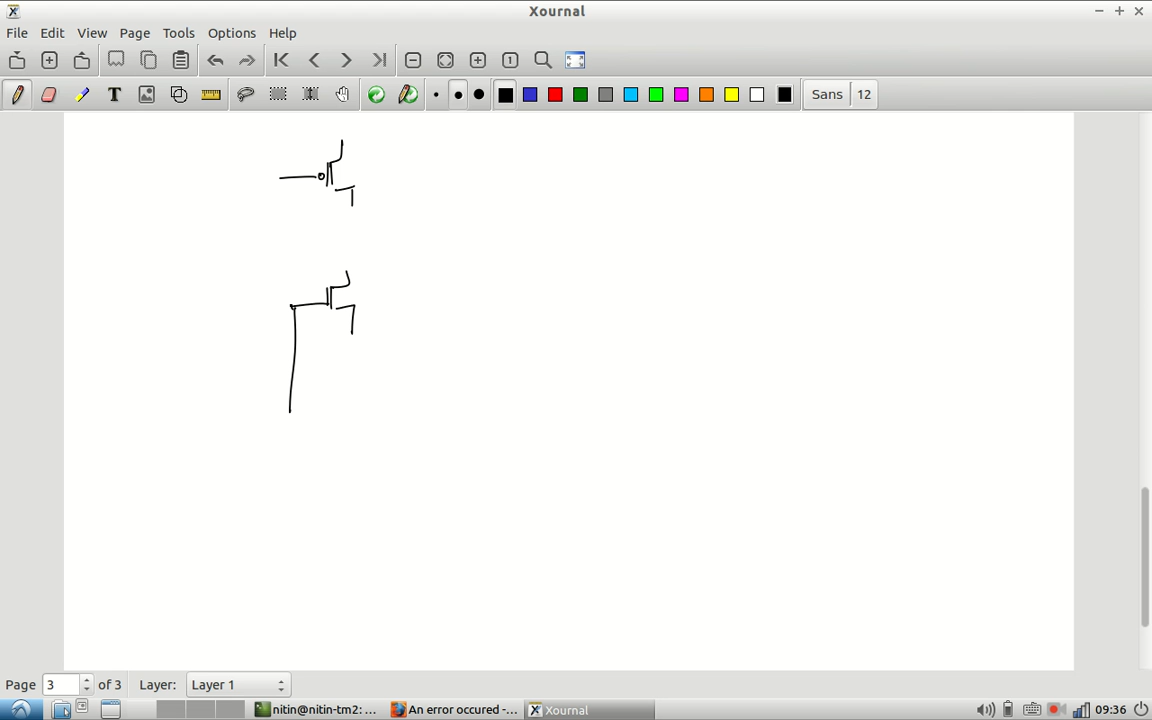 Xournal
File Edit View Page Tools Options Help
T Sans 12
Page 3 of 3 Layer: Layer 1
nitin@nitin-tm2: ... An error occured -... Xournal 09:36